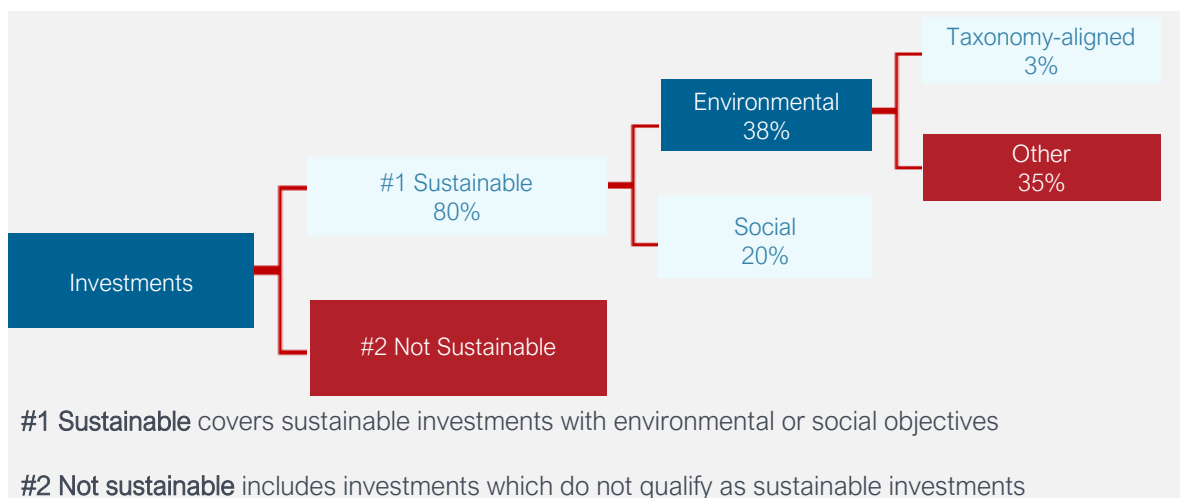 Taxonomy-aligned
3%
Environmental
38%
Other
35%
#1 Sustainable
80%
Social
20%
Investments
#2 Not Sustainable
#1 Sustainable covers sustainable investments with environmental or social objectives
#2 Not sustainable includes investments which do not qualify as sustainable investments